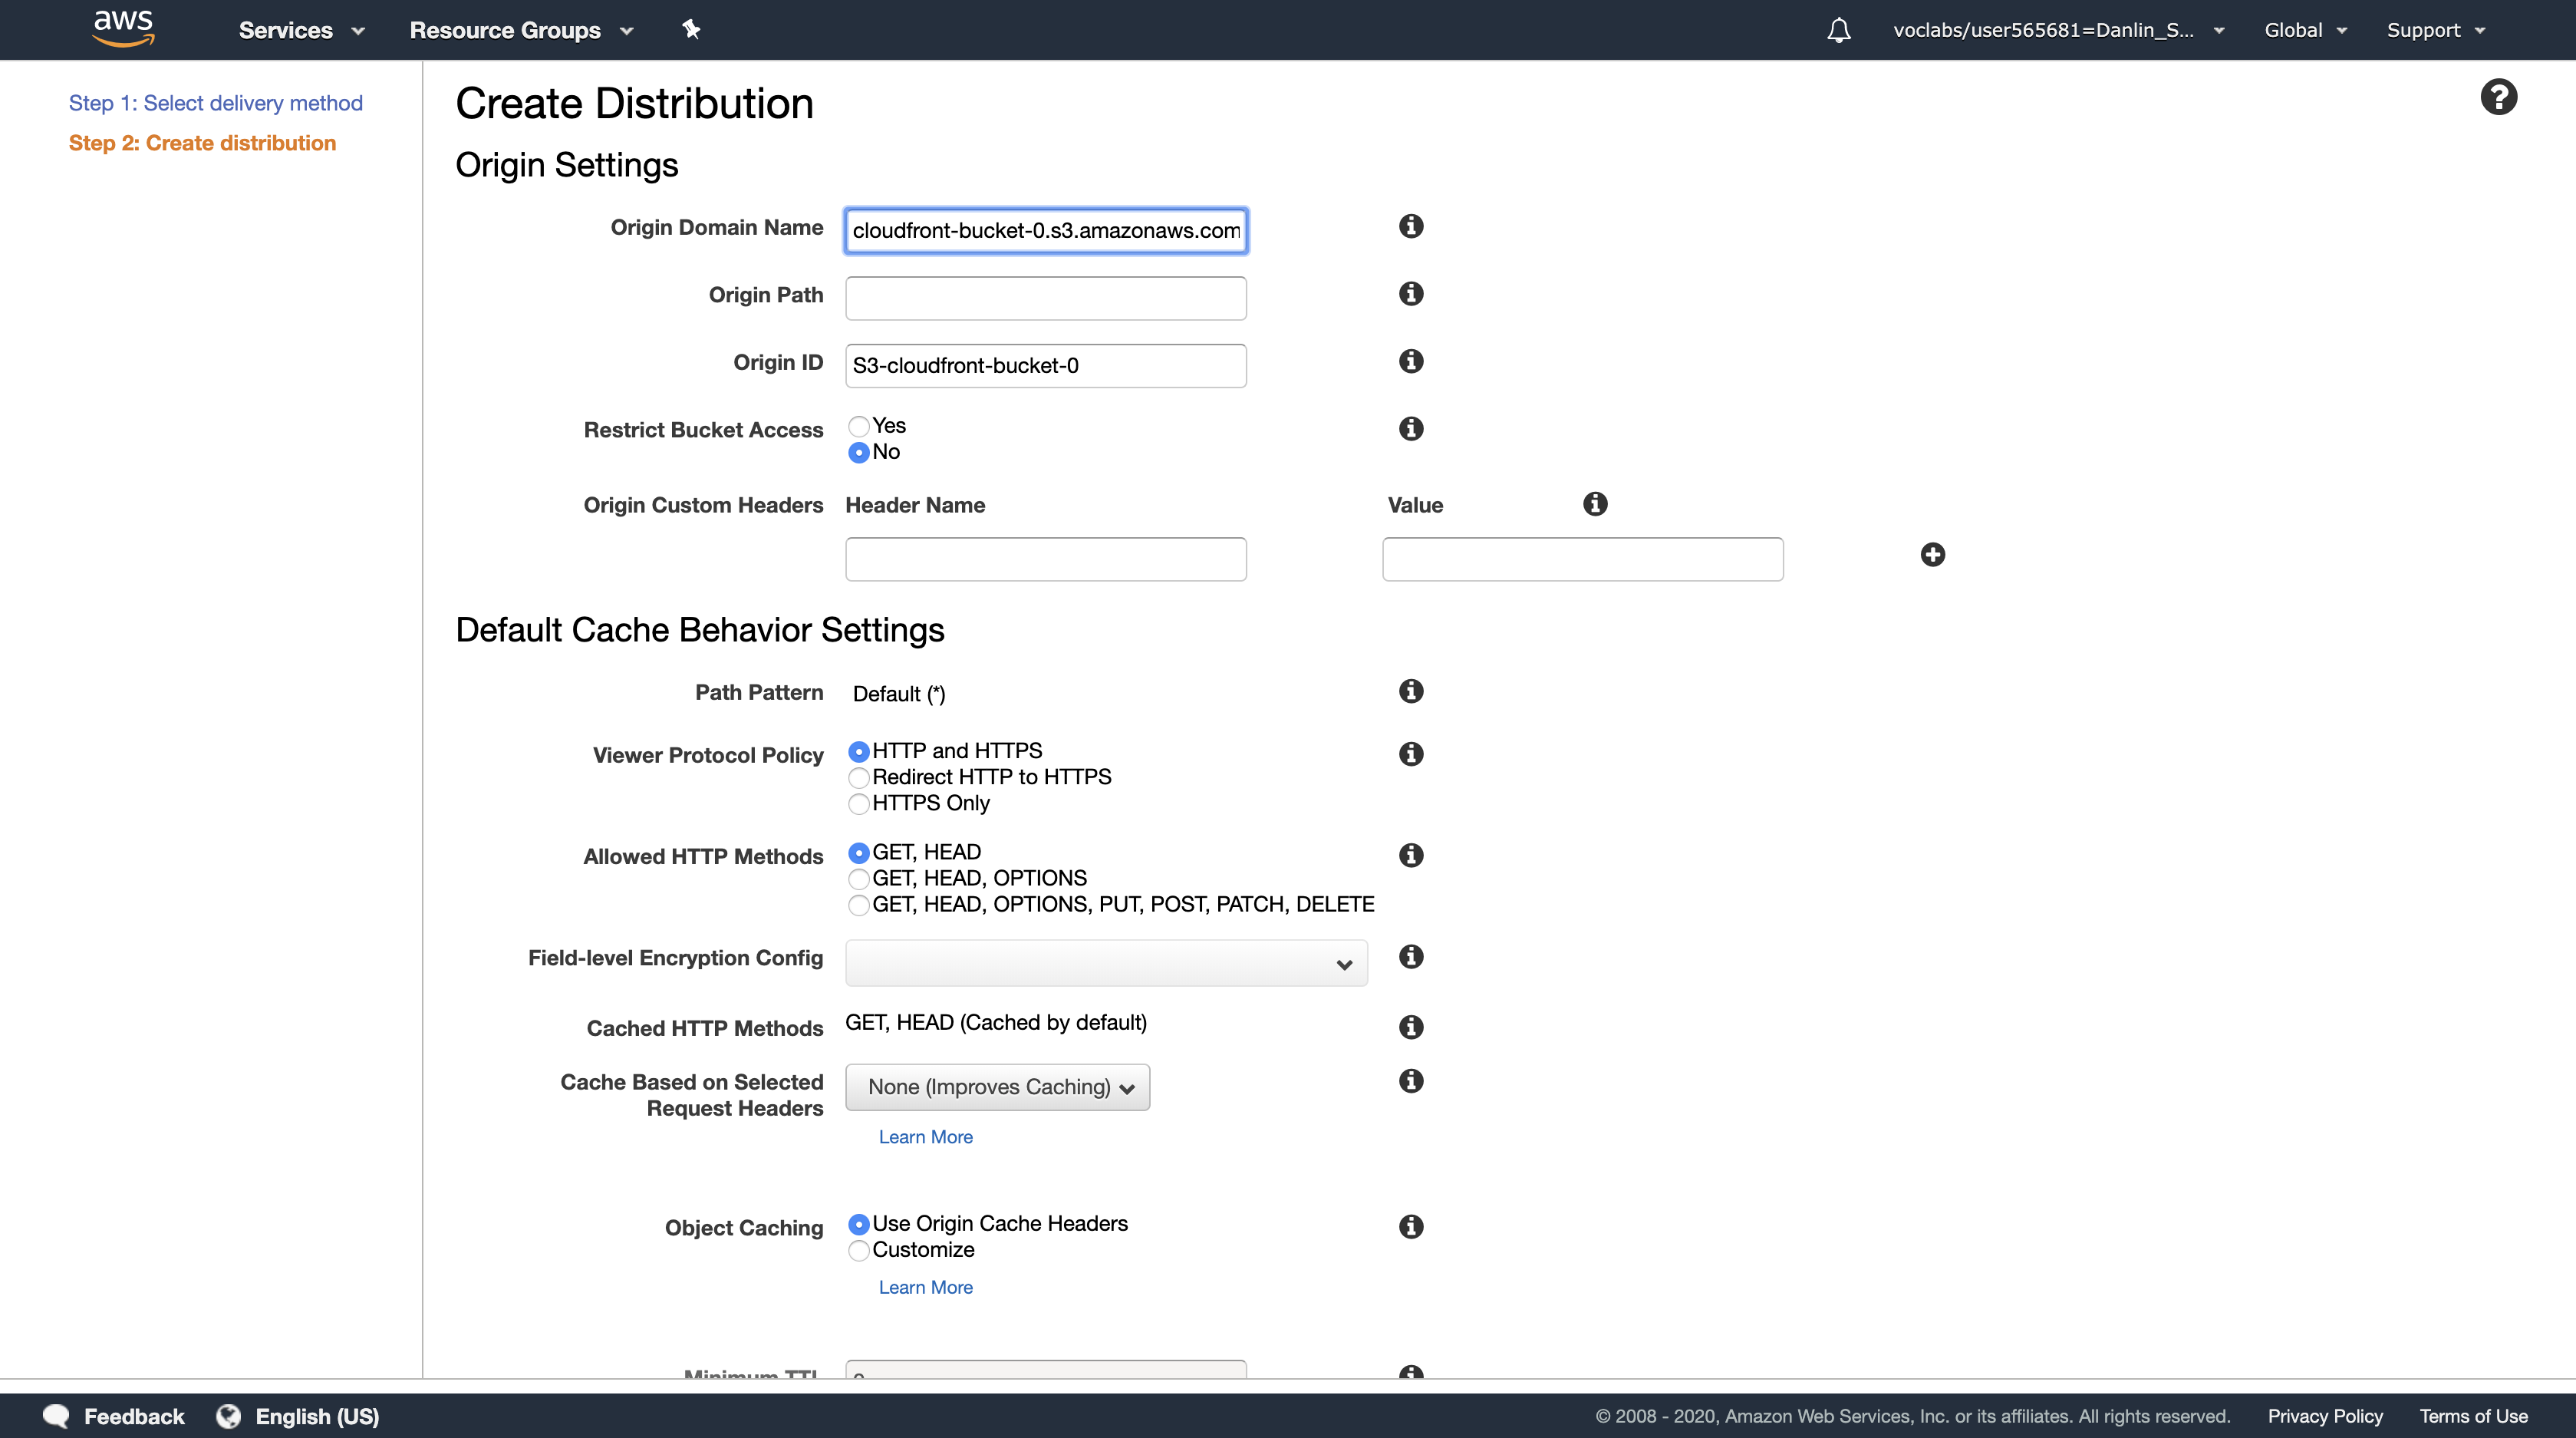 aws
Services
Resource Groups
voclabs/user565681=Danlin_S...
Global
Support
Step 1: Select delivery method
Step 2: Create distribution
Create Distribution
Origin Settings
Origin Domain Name cloudfront-bucket-0.s3.amazonaws.com
Origin Path
Origin ID S3-cloudfront-bucket-0
Restrict Bucket Access Yes
No
Origin Custom Headers Header Name Value
Default Cache Behavior Settings
Path Pattern Default (*)
Viewer Protocol Policy HTTP and HTTPS
Redirect HTTP to HTTPS
HTTPS Only
Allowed HTTP Methods GET, HEAD
GET, HEAD, OPTIONS
GET, HEAD, OPTIONS, PUT, POST, PATCH, DELETE
Field-level Encryption Config
Cached HTTP Methods GET, HEAD (Cached by default)
Cache Based on Selected
Request Headers
None (Improves Caching)
Learn More
Object Caching Use Origin Cache Headers
Customize
Learn More
Minimum TTL
Feedback
English (US)
© 2008 - 2020, Amazon Web Services, Inc. or its affiliates. All rights reserved.
Privacy Policy
Terms of Use